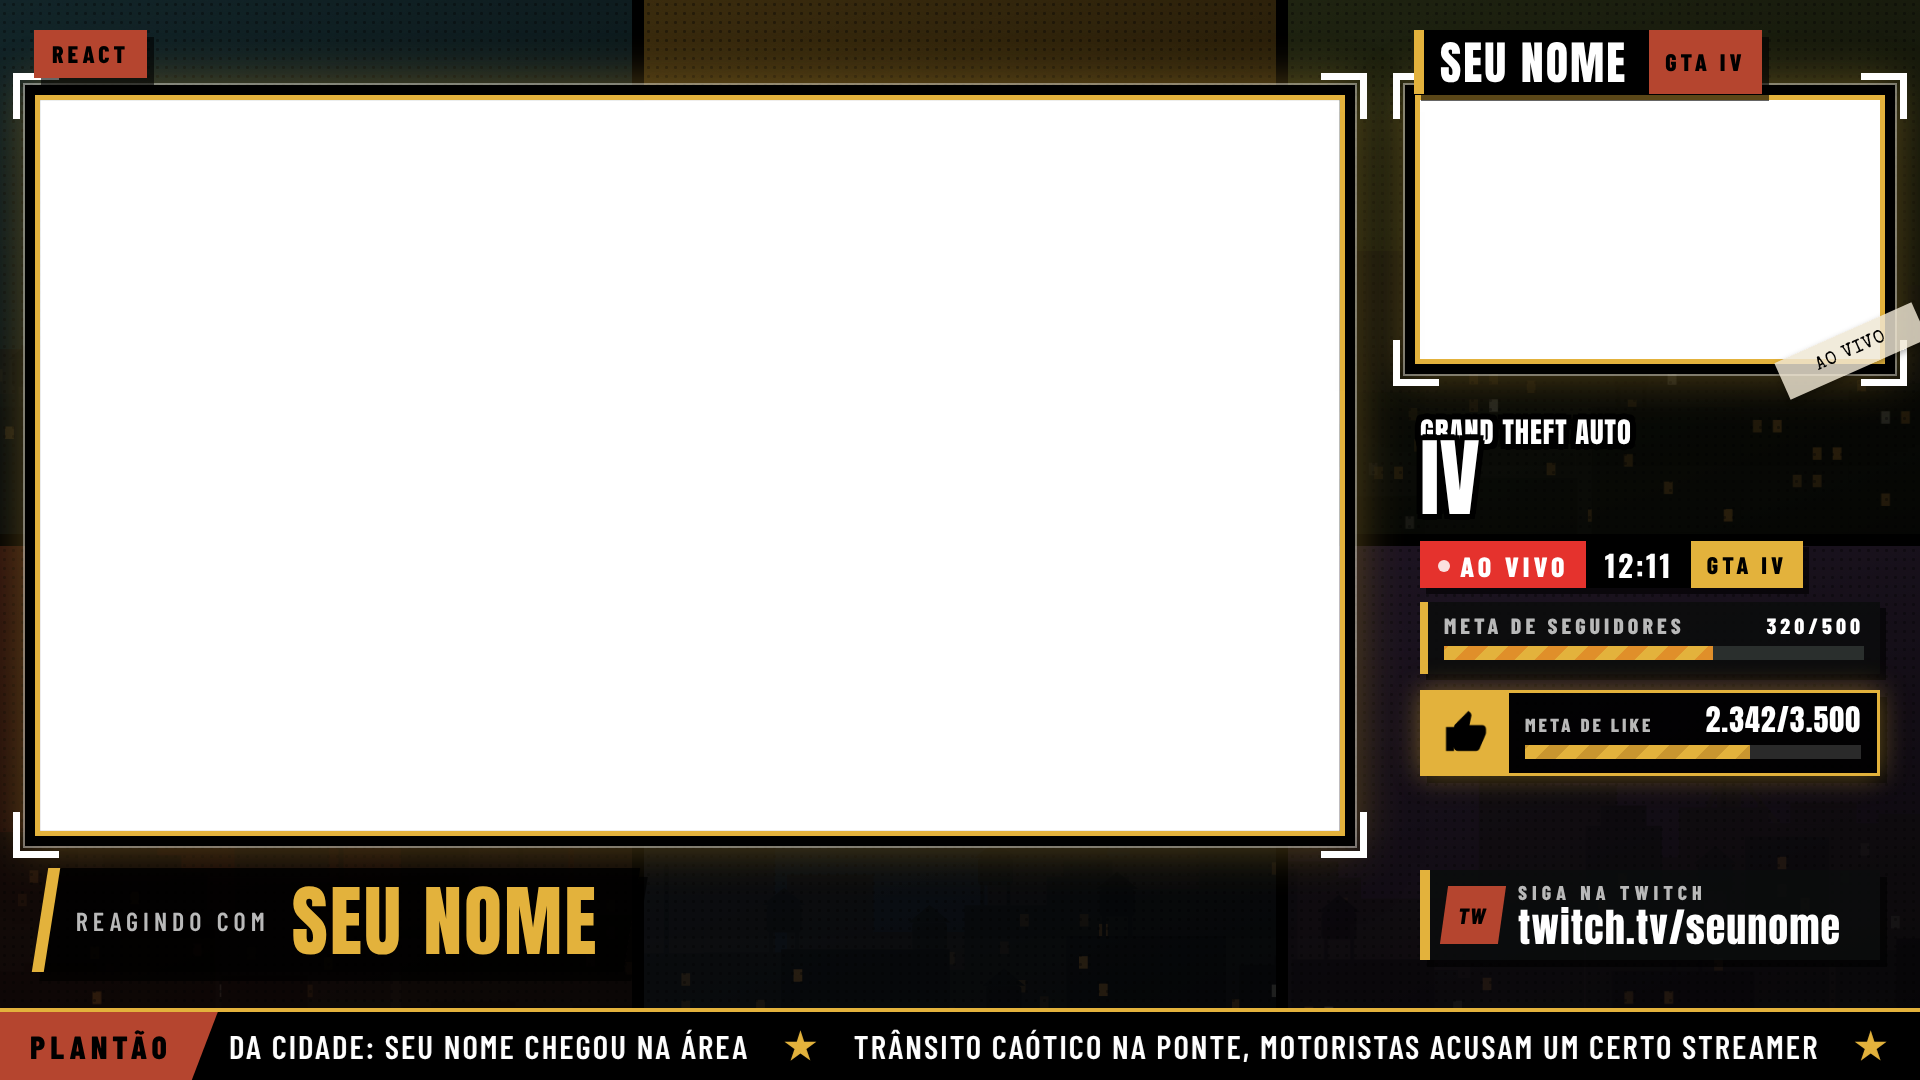 REACT
SEU NOME
GTA IV
AO VIVO
GRAND THEFT AUTO
IV
AO VIVO
12:11
GTA IV
META DE SEGUIDORES
320/500
META DE LIKE
2.342/3.500
REAGINDO COM
SEU NOME
TW
SIGA NA TWITCH
twitch.tv/seunome
PLANTÃO
DA CIDADE: SEU NOME CHEGOU NA ÁREA ★ TRÂNSITO CAÓTICO NA PONTE, MOTORISTAS ACUSAM UM CERTO STREAMER ★